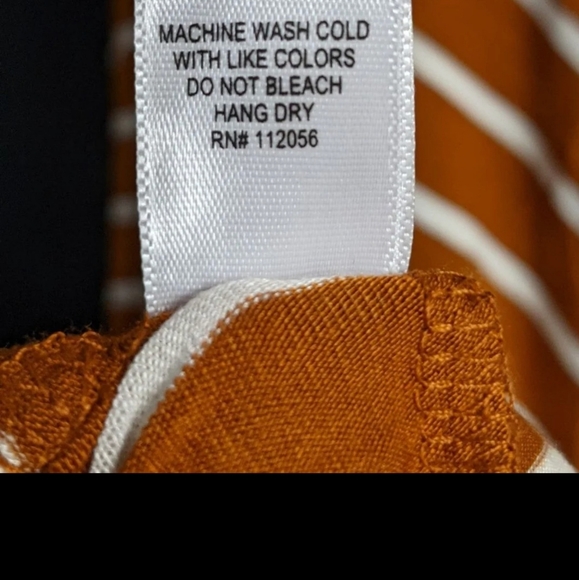 MACHINE WASH COLD
WITH LIKE COLORS
DO NOT BLEACH
HANG DRY
RN# 112056